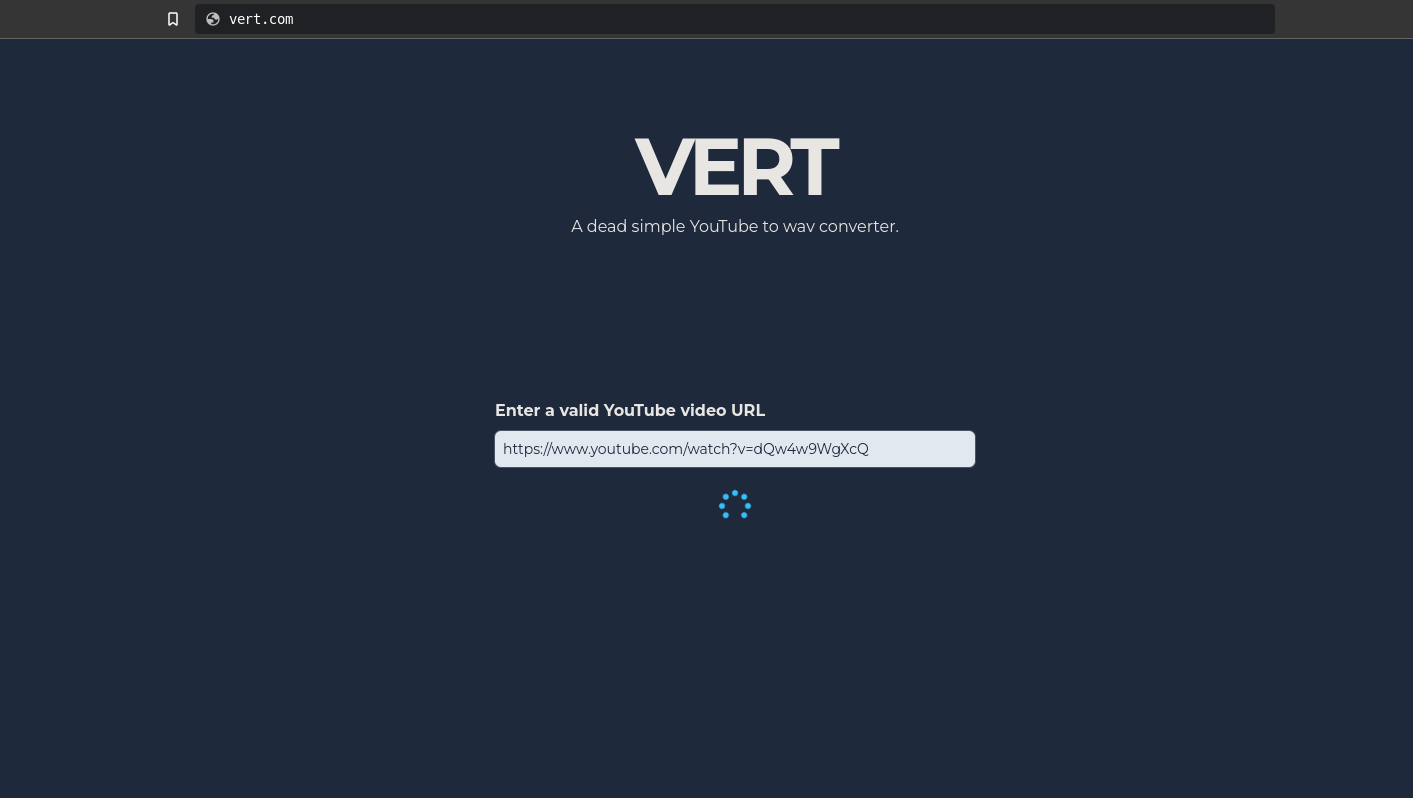 vert.com
VERT
A dead simple YouTube to wav converter.
Enter a valid YouTube video URL
https://www.youtube.com/watch?v=dQw4w9WgXcQ